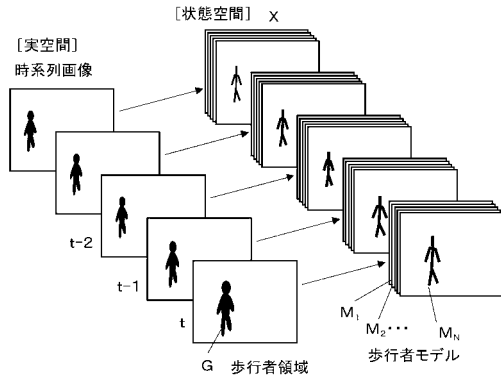 [状態空間] X
[実空間]
時系列画像
t-2
t-1
t
M1
M2・・・
MN
G 歩行者領域
歩行者モデル